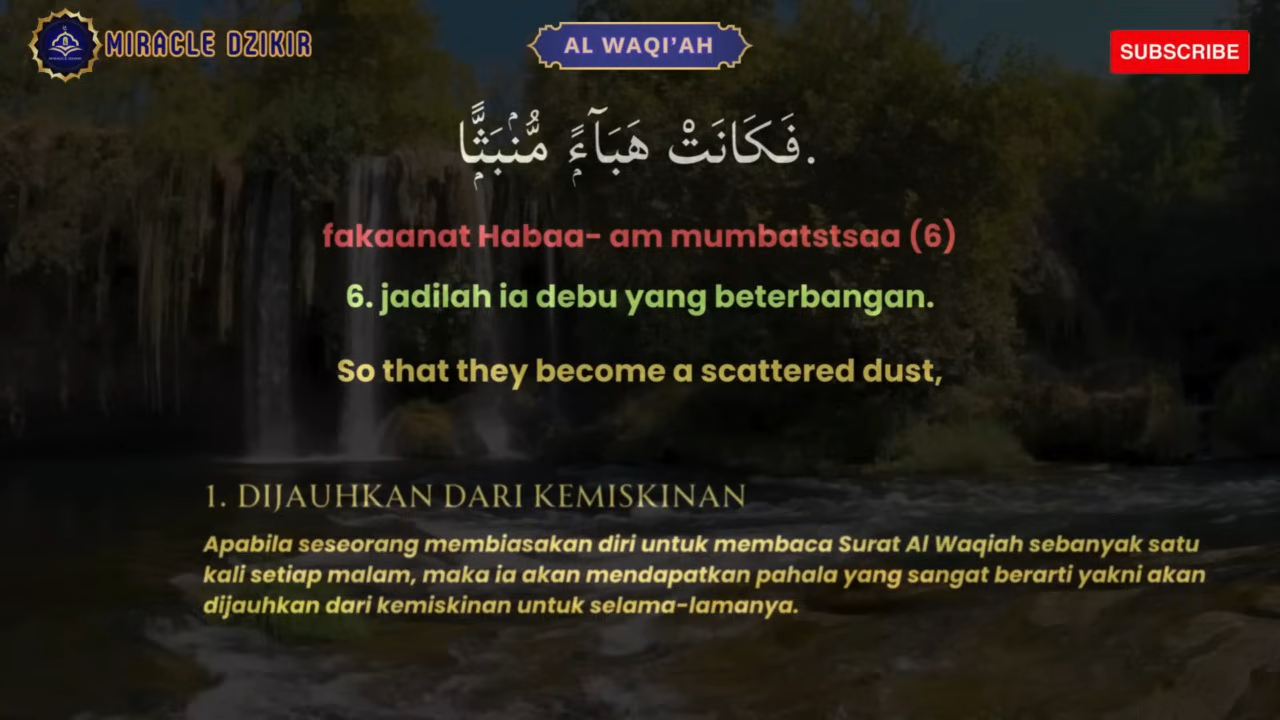 MIRACLE DZIKIR
AL WAQI'AH
SUBSCRIBE
فَكَانَتْ هَبَآءًۭ مُّنۢبَثًّۭا.
fakaanat Habaa- am mumbatstsaa (6)
6. jadilah ia debu yang beterbangan.
So that they become a scattered dust,
1. DIJAUHKAN DARI KEMISKINAN
Apabila seseorang membiasakan diri untuk membaca Surat Al Waqiah sebanyak satu
kali setiap malam, maka ia akan mendapatkan pahala yang sangat berarti yakni akan
dijauhkan dari kemiskinan untuk selama-lamanya.